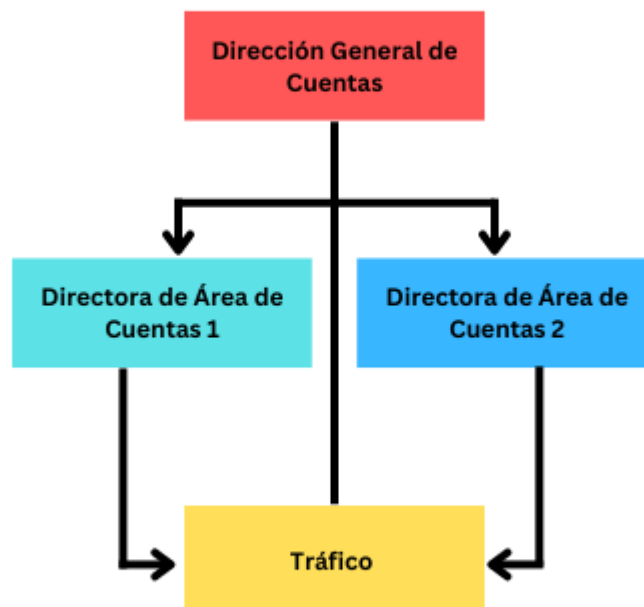 Dirección General de
Cuentas
Directora de Área de
Cuentas 1
Directora de Área de
Cuentas 2
Tráfico